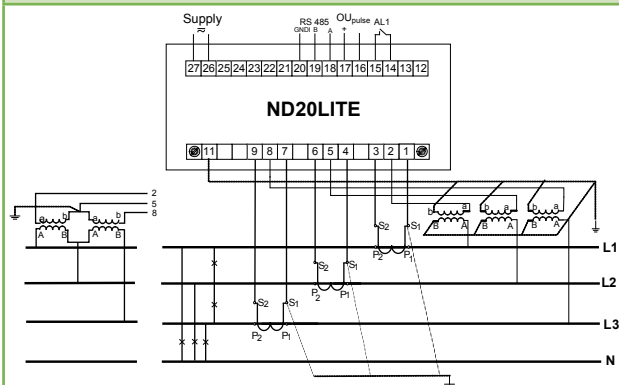 Supply
≂
RS 485
GNDI B A
OUpulse
+
AL1
27 26 25 24 23 22 21 20 19 18 17 16 15 14 13 12
ND20LITE
11 9 8 7 6 5 4 3 2 1
2
5
8
a b a b
A B A B
b a b a b a
B A B A B A
S2 S1
P2 P1
L1
S2 S1
P2 P1
L2
S2 S1
P2 P1
L3
N